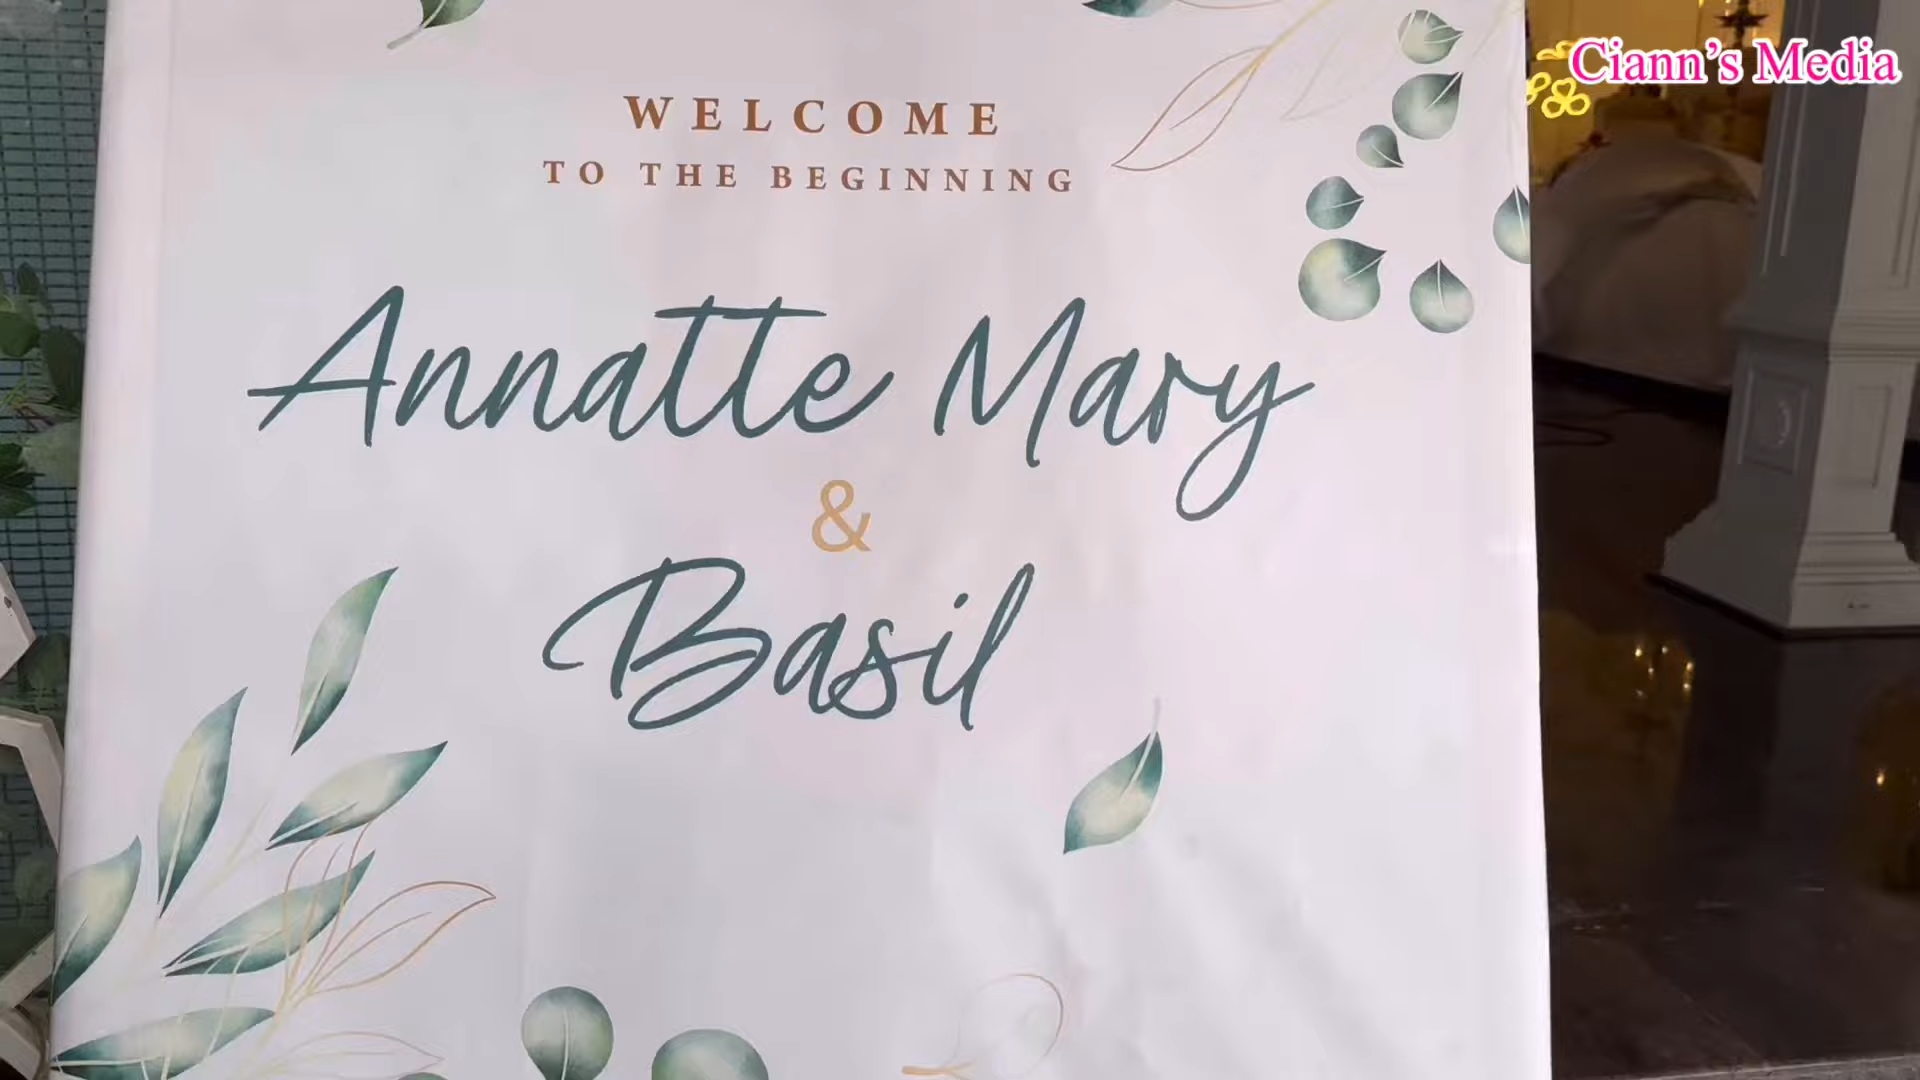 Ciann's Media
WELCOME
TO THE BEGINNING
Annatte Mary
&
Basil